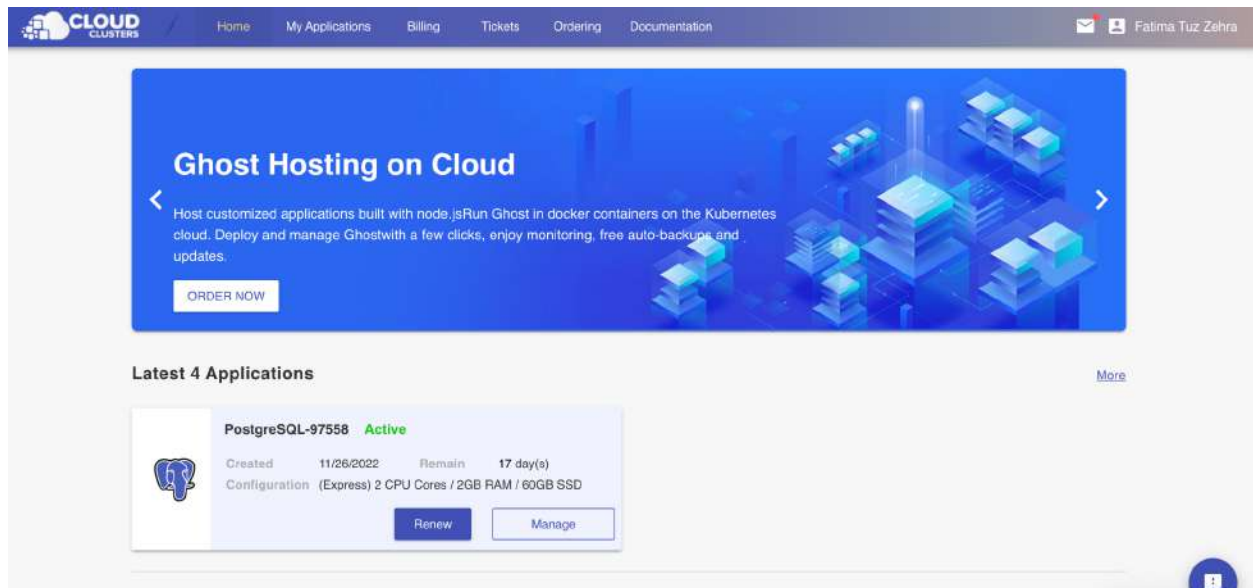 CLOUD
CLUSTERS
Home My Applications Billing Tickets Ordering Documentation Fatima Tuz Zehra
Ghost Hosting on Cloud
Host customized applications built with node.jsRun Ghost in docker containers on the Kubernetes
cloud. Deploy and manage Ghostwith a few clicks, enjoy monitoring, free auto-backups and
updates.
ORDER NOW
Latest 4 Applications More
PostgreSQL-97558 Active
Created 11/26/2022 Remain 17 day(s)
Configuration (Express) 2 CPU Cores / 2GB RAM / 60GB SSD
Renew Manage